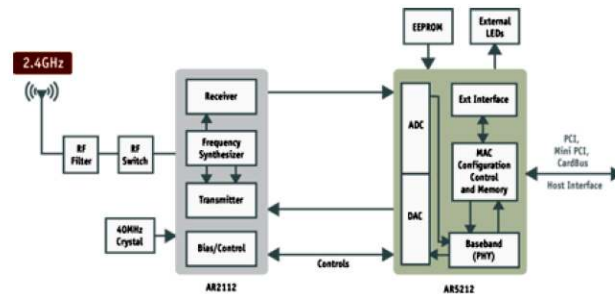 2.4GHz
RF
Filter
RF
Switch
40MHz
Crystal
Receiver
Frequency
Synthesizer
Transmitter
Bias/Control
AR2112
Controls
EEPROM
External
LEDs
ADC
DAC
Ext Interface
MAC
Configuration
Control
and Memory
Baseband
(PHY)
AR5212
PCI,
Mini PCI,
CardBus
Host Interface